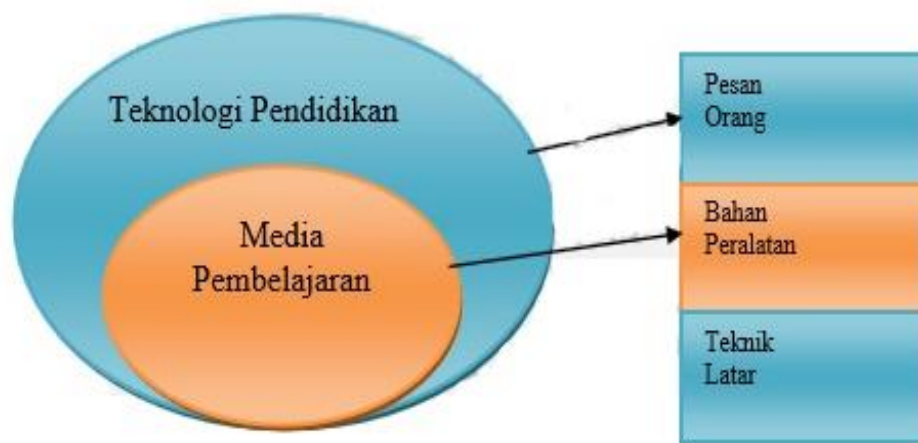 Teknologi Pendidikan
Media
Pembelajaran
Pesan
Orang
Bahan
Peralatan
Teknik
Latar